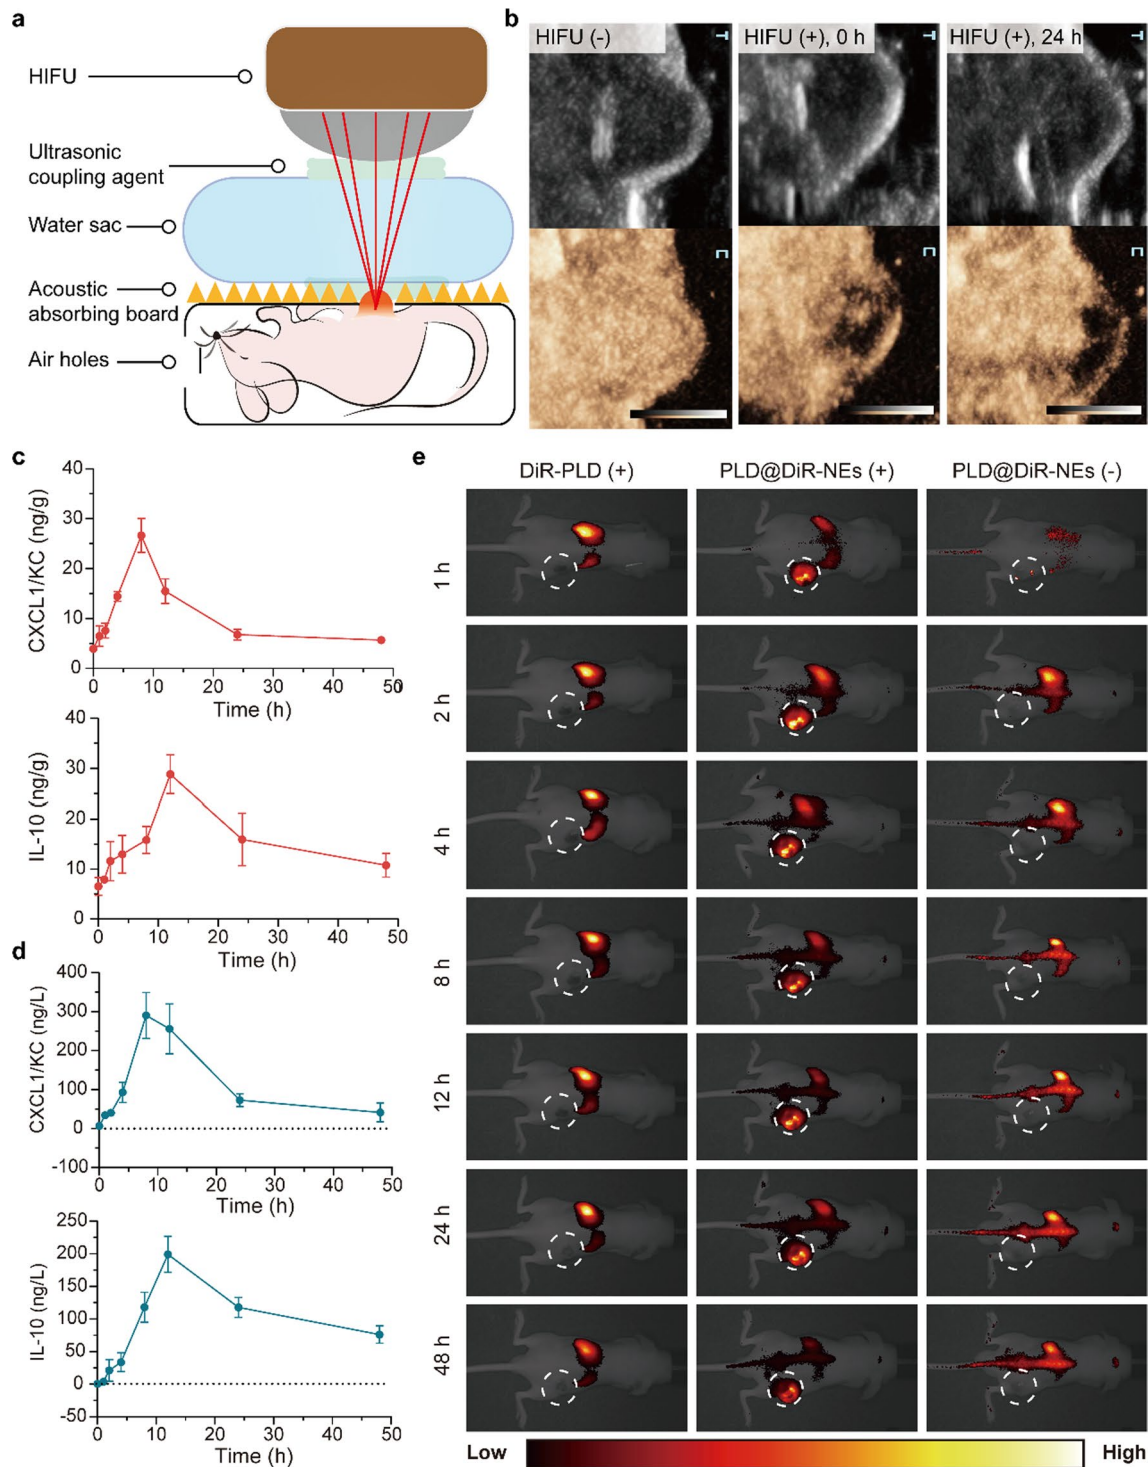 a
HIFU
Ultrasonic
coupling agent
Water sac
Acoustic
absorbing board
Air holes
b
HIFU (-)
HIFU (+), 0 h
HIFU (+), 24 h
c
CXCL1/KC (ng/g)
40
30
20
10
0
0 10 20 30 40 50
Time (h)
IL-10 (ng/g)
40
30
20
10
0
0 10 20 30 40 50
Time (h)
d
CXCL1/KC (ng/L)
400
300
200
100
0
-100
0 10 20 30 40 50
Time (h)
IL-10 (ng/L)
250
200
150
100
50
0
-50
0 10 20 30 40 50
Time (h)
e
DiR-PLD (+)
PLD@DiR-NEs (+)
PLD@DiR-NEs (-)
1 h
2 h
4 h
8 h
12 h
24 h
48 h
Low
High